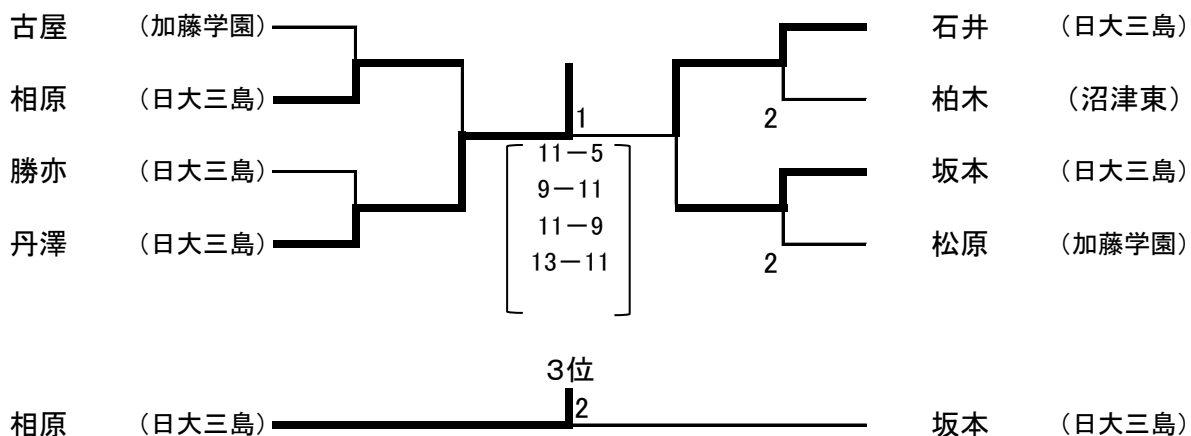 古屋 （加藤学園） 石井 （日大三島）
相原 （日大三島） 1 2 柏木 （沼津東）
11－5
勝亦 （日大三島） 9－11 坂本 （日大三島）
11－9
丹澤 （日大三島） 13－11 2 松原 （加藤学園）
3位
相原 （日大三島） 2 坂本 （日大三島）